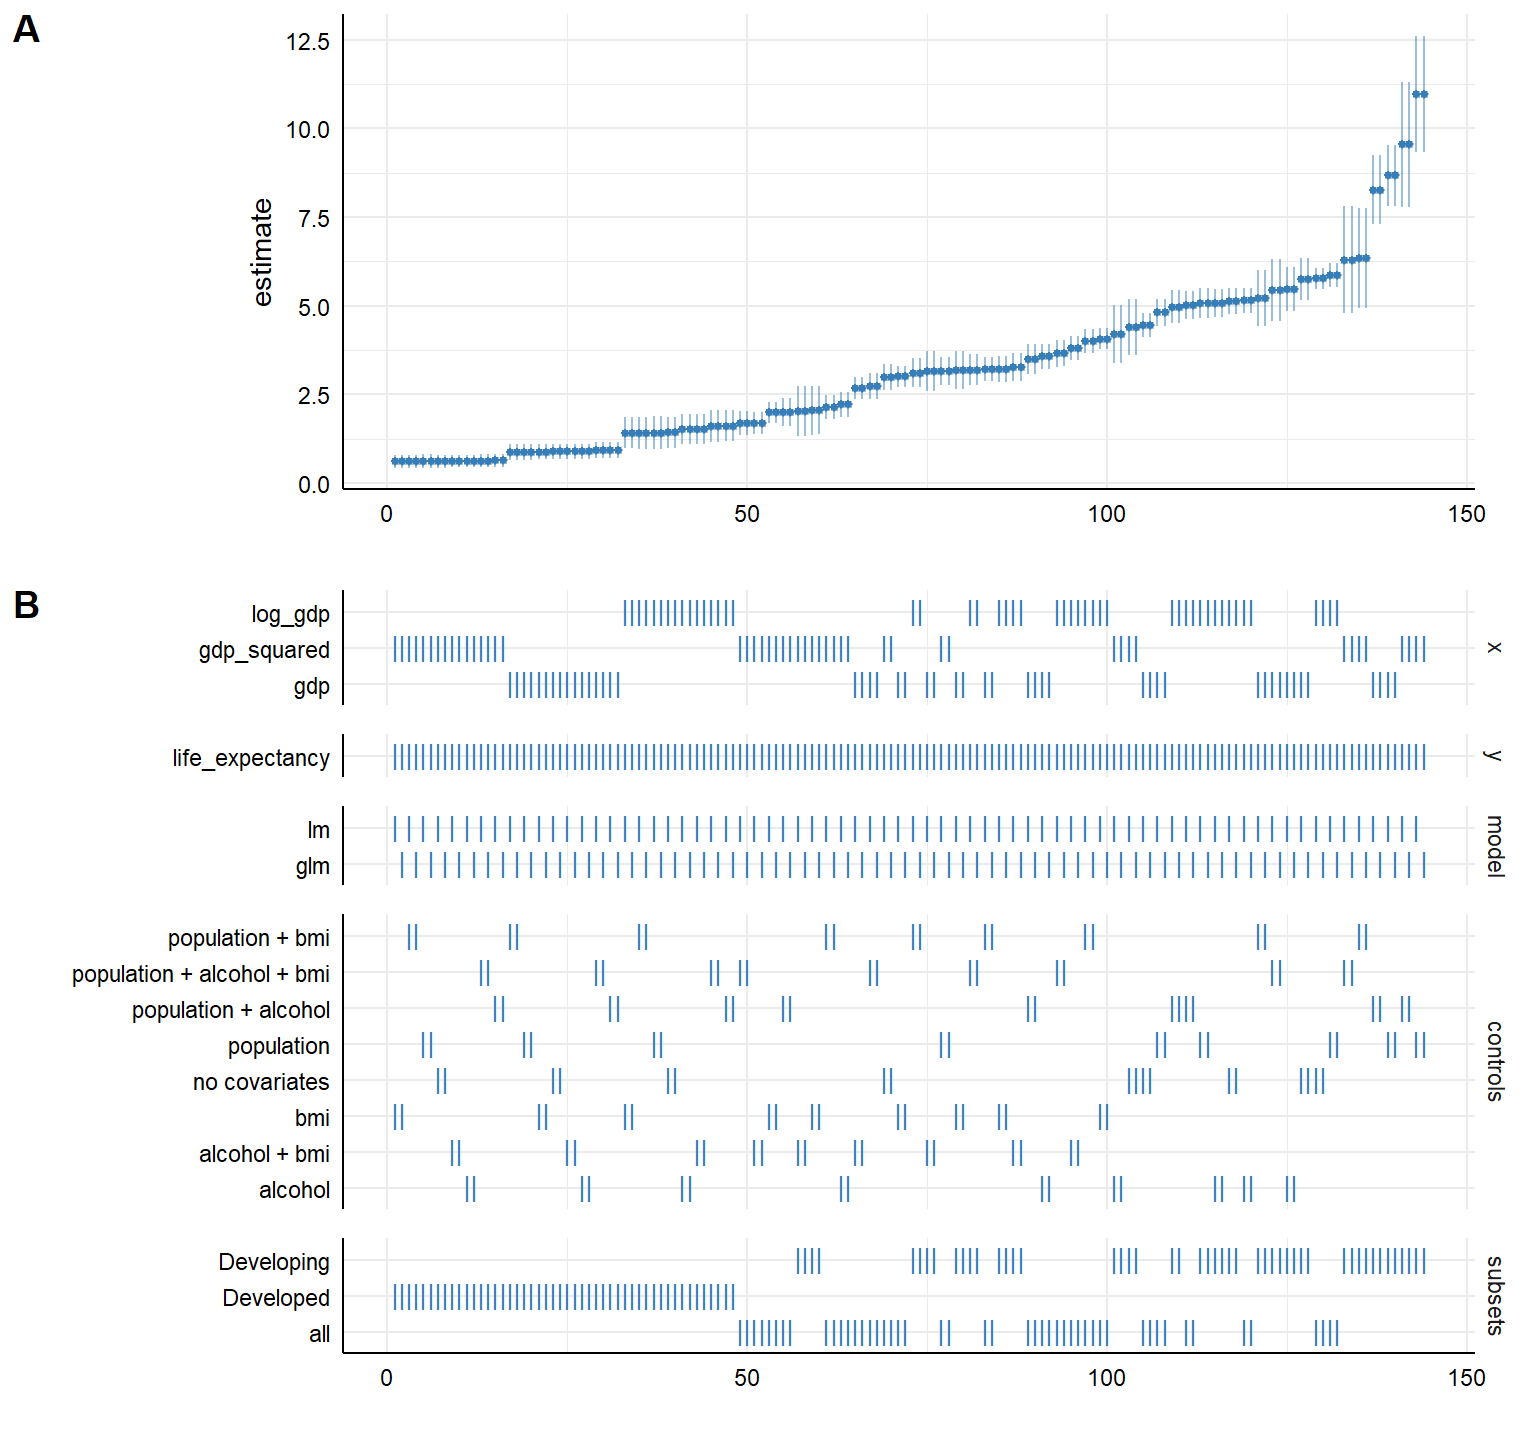 A
12.5
10.0
7.5
5.0
2.5
0.0
estimate
0 50 100 150
B
log_gdp
gdp_squared
gdp
x
life_expectancy
y
lm
glm
model
population + bmi
population + alcohol + bmi
population + alcohol
population
no covariates
bmi
alcohol + bmi
alcohol
controls
Developing
Developed
all
subsets
0 50 100 150